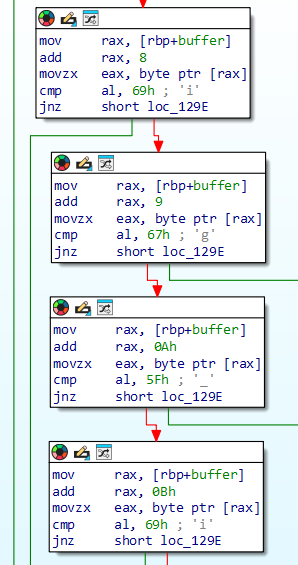 mov rax, [rbp+buffer]
add rax, 8
movzx eax, byte ptr [rax]
cmp al, 69h ; 'i'
jnz short loc_129E
mov rax, [rbp+buffer]
add rax, 9
movzx eax, byte ptr [rax]
cmp al, 67h ; 'g'
jnz short loc_129E
mov rax, [rbp+buffer]
add rax, 0Ah
movzx eax, byte ptr [rax]
cmp al, 5Fh ; '_'
jnz short loc_129E
mov rax, [rbp+buffer]
add rax, 0Bh
movzx eax, byte ptr [rax]
cmp al, 69h ; 'i'
jnz short loc_129E